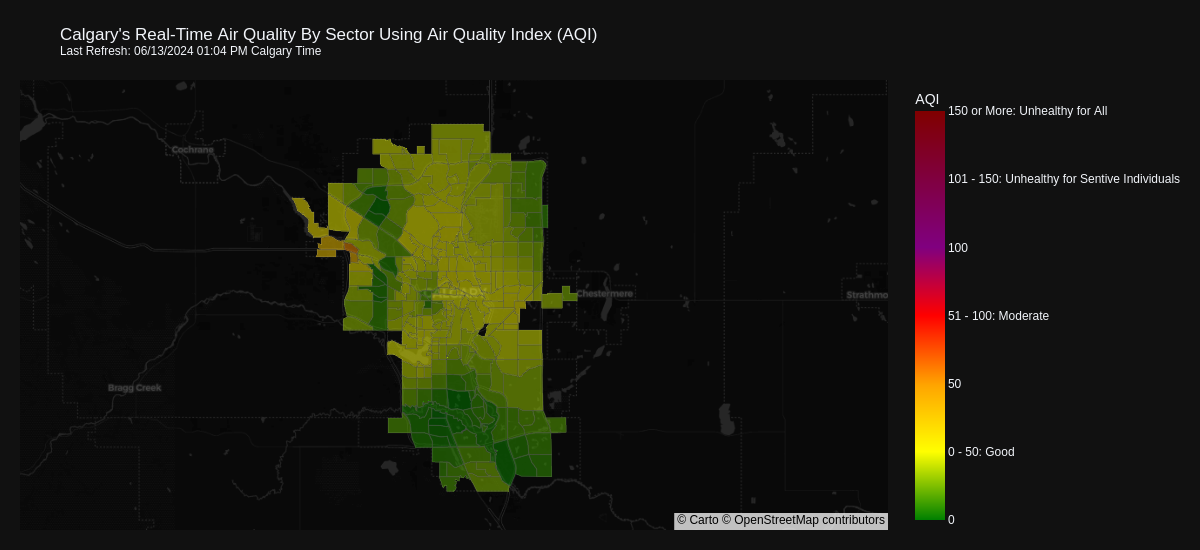 Calgary's Real-Time Air Quality By Sector Using Air Quality Index (AQI)
Last Refresh: 06/13/2024 01:04 PM Calgary Time
AQI
150 or More: Unhealthy for All
101 - 150: Unhealthy for Sentive Individuals
100
51 - 100: Moderate
50
0 - 50: Good
0
Cochrane
Chestermere
Strathmo
Bragg Creek
© Carto © OpenStreetMap contributors